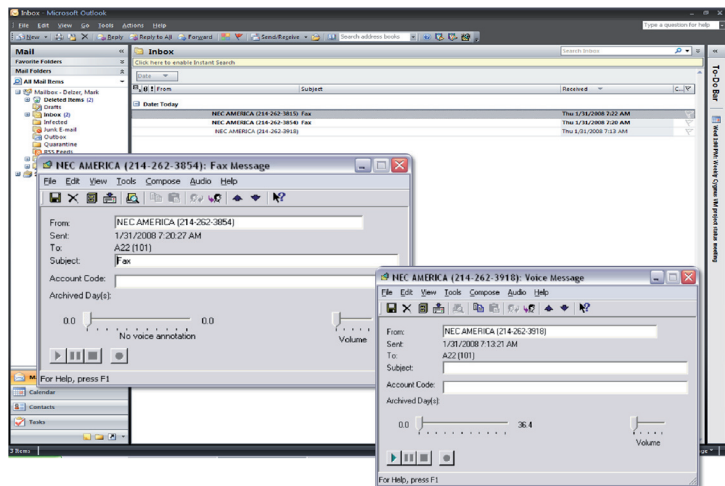 Inbox - Microsoft Outlook
File Edit View Go Tools Actions Help
Type a question for help
New Reply Reply to All Forward Send/Receive Search address books
Mail
Favorite Folders
Mail Folders
All Mail Items
Mailbox - Dalzer, Mark
Deleted Items (2)
Drafts
Inbox (2)
Infected
Junk E-mail
Outbox
Quarantine
RSS Feeds
Inbox
Search Inbox
Click here to enable Instant Search
Date
From Subject Received
Date: Today
NEC AMERICA (214-262-3815) Fax Thu 1/31/2008 7:22 AM
NEC AMERICA (214-262-3854) Fax Thu 1/31/2008 7:20 AM
NEC AMERICA (214-262-3918) Thu 1/31/2008 7:13 AM
To-Do Bar
NEC AMERICA (214-262-3854): Fax Message
File Edit View Tools Compose Audio Help
From: NEC AMERICA (214-262-3854)
Sent: 1/31/2008 7:20:27 AM
To: A22 (101)
Subject: Fax
Account Code:
Archived Day(s):
0.0 0.0
No voice annotation
Volume
For Help, press F1
NEC AMERICA (214-262-3918): Voice Message
File Edit View Tools Compose Audio Help
From: NEC AMERICA (214-262-3918)
Sent: 1/31/2008 7:13:21 AM
To: A22 (101)
Subject:
Account Code:
Archived Day(s):
0.0 36.4
Volume
For Help, press F1
Calendar
Contacts
Tasks
3 Items